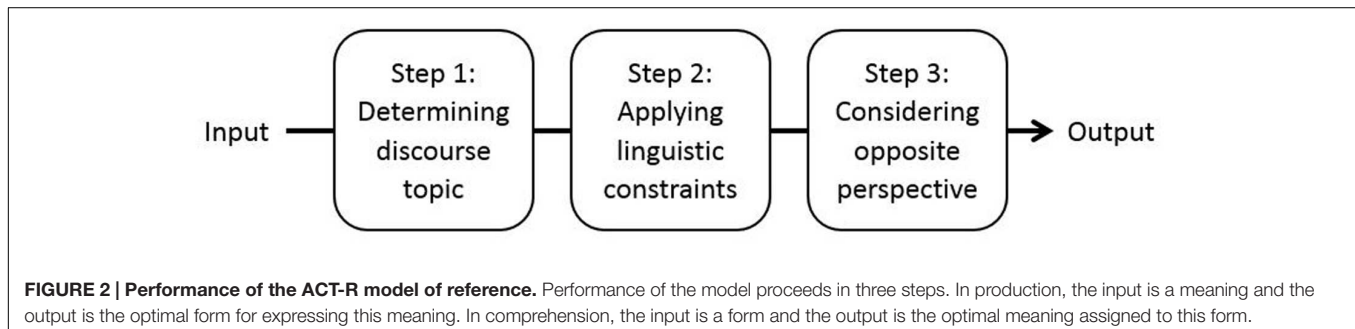 Input
Step 1:
Determining
discourse
topic
Step 2:
Applying
linguistic
constraints
Step 3:
Considering
opposite
perspective
Output
FIGURE 2 | Performance of the ACT-R model of reference. Performance of the model proceeds in three steps. In production, the input is a meaning and the
output is the optimal form for expressing this meaning. In comprehension, the input is a form and the output is the optimal meaning assigned to this form.